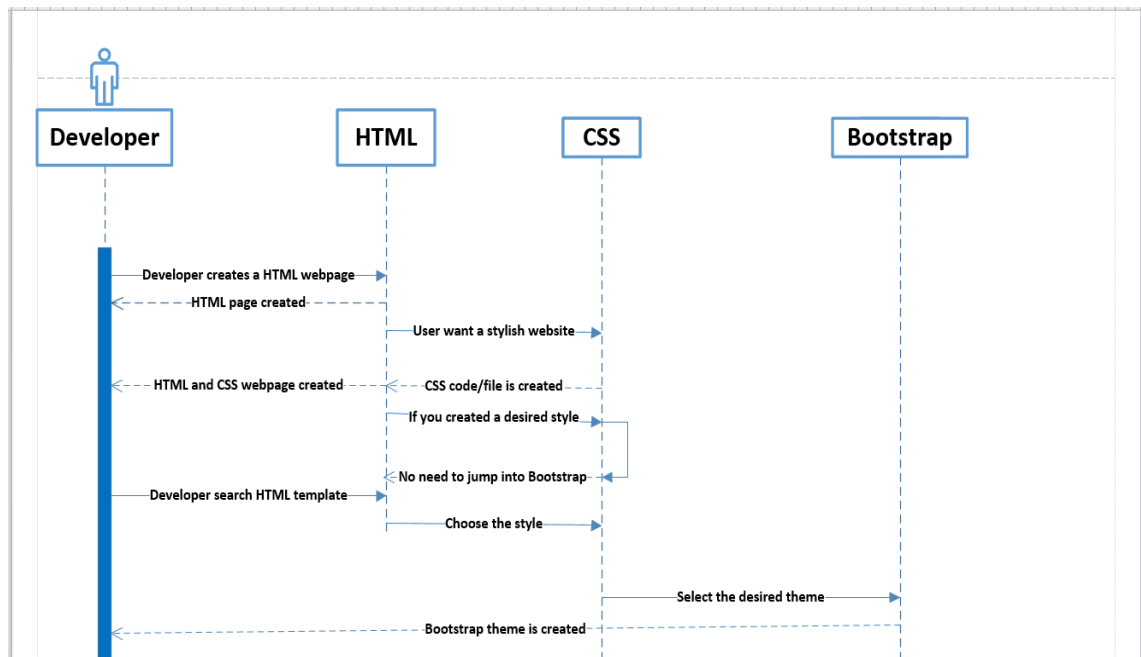 Developer
HTML
CSS
Bootstrap
Developer creates a HTML webpage
HTML page created
User want a stylish website
HTML and CSS webpage created
CSS code/file is created
If you created a desired style
No need to jump into Bootstrap
Developer search HTML template
Choose the style
Select the desired theme
Bootstrap theme is created